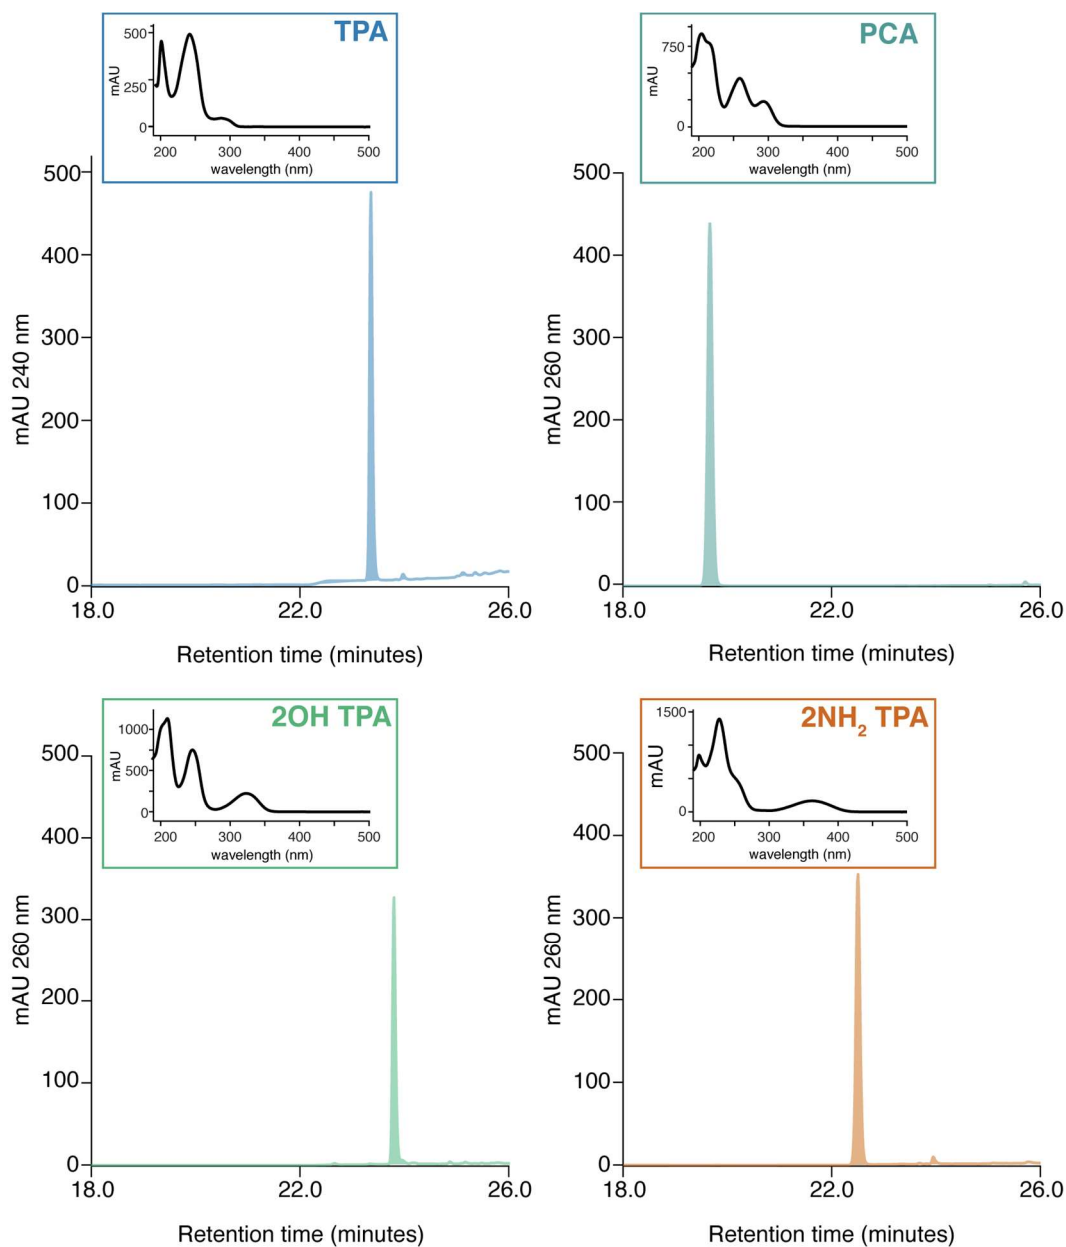 TPA
500
250
0
mAU
200 300 400 500
wavelength (nm)
500
400
300
200
100
0
mAU 240 nm
18.0 22.0 26.0
Retention time (minutes)
PCA
750
0
mAU
200 300 400 500
wavelength (nm)
500
400
300
200
100
0
mAU 260 nm
18.0 22.0 26.0
Retention time (minutes)
2OH TPA
1000
500
0
mAU
200 300 400 500
wavelength (nm)
500
400
300
200
100
0
mAU 260 nm
18.0 22.0 26.0
Retention time (minutes)
2NH₂ TPA
1500
0
mAU
200 300 400 500
wavelength (nm)
500
400
300
200
100
0
mAU 260 nm
18.0 22.0 26.0
Retention time (minutes)